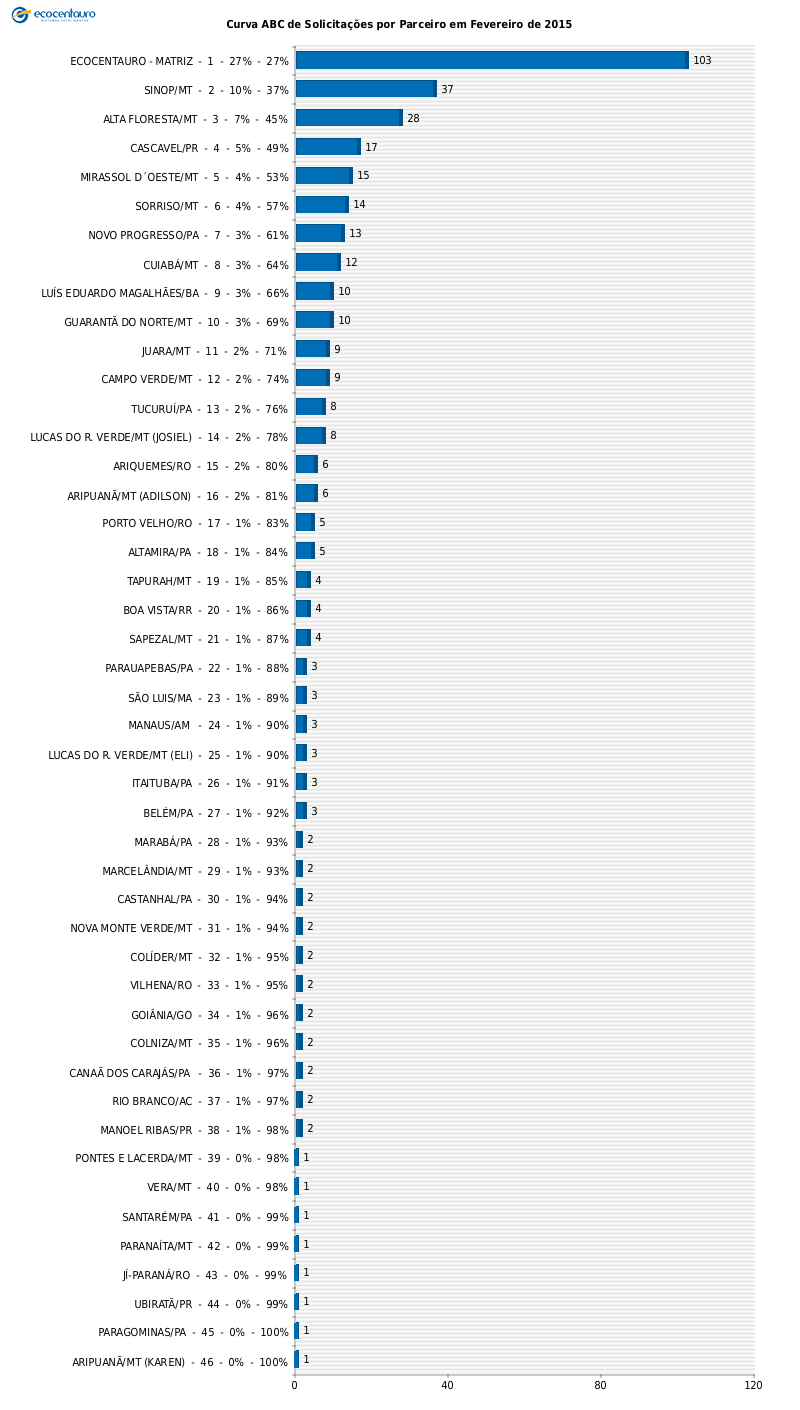 ecocentauro
Curva ABC de Solicitações por Parceiro em Fevereiro de 2015
ECOCENTAURO - MATRIZ - 1 - 27% - 27% 103
SINOP/MT - 2 - 10% - 37% 37
ALTA FLORESTA/MT - 3 - 7% - 45% 28
CASCAVEL/PR - 4 - 5% - 49% 17
MIRASSOL D´OESTE/MT - 5 - 4% - 53% 15
SORRISO/MT - 6 - 4% - 57% 14
NOVO PROGRESSO/PA - 7 - 3% - 61% 13
CUIABÁ/MT - 8 - 3% - 64% 12
LUÍS EDUARDO MAGALHÃES/BA - 9 - 3% - 66% 10
GUARANTÃ DO NORTE/MT - 10 - 3% - 69% 10
JUARA/MT - 11 - 2% - 71% 9
CAMPO VERDE/MT - 12 - 2% - 74% 9
TUCURUÍ/PA - 13 - 2% - 76% 8
LUCAS DO R. VERDE/MT (JOSIEL) - 14 - 2% - 78% 8
ARIQUEMES/RO - 15 - 2% - 80% 6
ARIPUANÃ/MT (ADILSON) - 16 - 2% - 81% 6
PORTO VELHO/RO - 17 - 1% - 83% 5
ALTAMIRA/PA - 18 - 1% - 84% 5
TAPURAH/MT - 19 - 1% - 85% 4
BOA VISTA/RR - 20 - 1% - 86% 4
SAPEZAL/MT - 21 - 1% - 87% 4
PARAUAPEBAS/PA - 22 - 1% - 88% 3
SÃO LUIS/MA - 23 - 1% - 89% 3
MANAUS/AM - 24 - 1% - 90% 3
LUCAS DO R. VERDE/MT (ELI) - 25 - 1% - 90% 3
ITAITUBA/PA - 26 - 1% - 91% 3
BELÉM/PA - 27 - 1% - 92% 3
MARABÁ/PA - 28 - 1% - 93% 2
MARCELÂNDIA/MT - 29 - 1% - 93% 2
CASTANHAL/PA - 30 - 1% - 94% 2
NOVA MONTE VERDE/MT - 31 - 1% - 94% 2
COLÍDER/MT - 32 - 1% - 95% 2
VILHENA/RO - 33 - 1% - 95% 2
GOIÂNIA/GO - 34 - 1% - 96% 2
COLNIZA/MT - 35 - 1% - 96% 2
CANAÃ DOS CARAJÁS/PA - 36 - 1% - 97% 2
RIO BRANCO/AC - 37 - 1% - 97% 2
MANOEL RIBAS/PR - 38 - 1% - 98% 2
PONTES E LACERDA/MT - 39 - 0% - 98% 1
VERA/MT - 40 - 0% - 98% 1
SANTARÉM/PA - 41 - 0% - 99% 1
PARANAÍTA/MT - 42 - 0% - 99% 1
JÍ-PARANÁ/RO - 43 - 0% - 99% 1
UBIRATÃ/PR - 44 - 0% - 99% 1
PARAGOMINAS/PA - 45 - 0% - 100% 1
ARIPUANÃ/MT (KAREN) - 46 - 0% - 100% 1
0 40 80 120